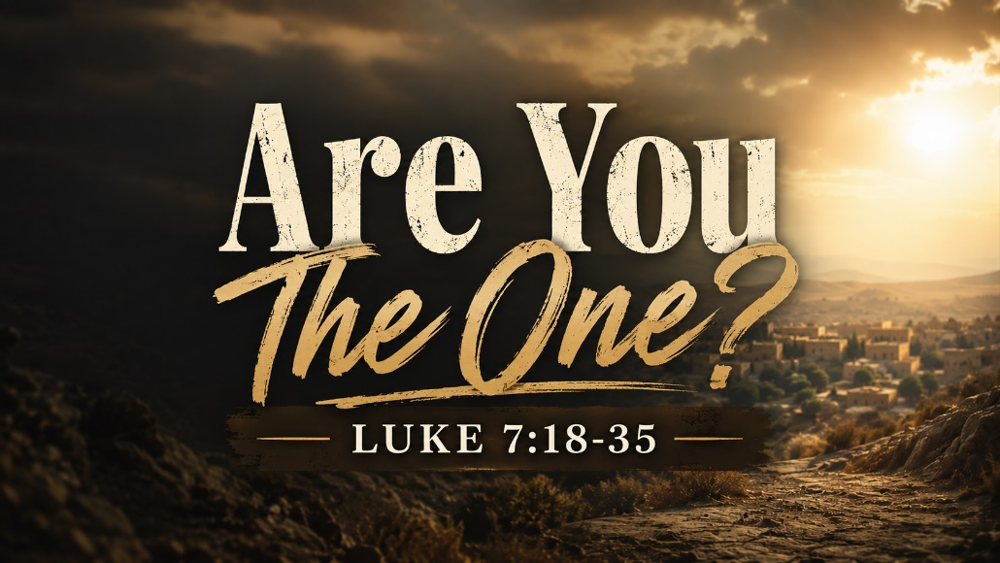 Are You
The One?
LUKE 7:18-35